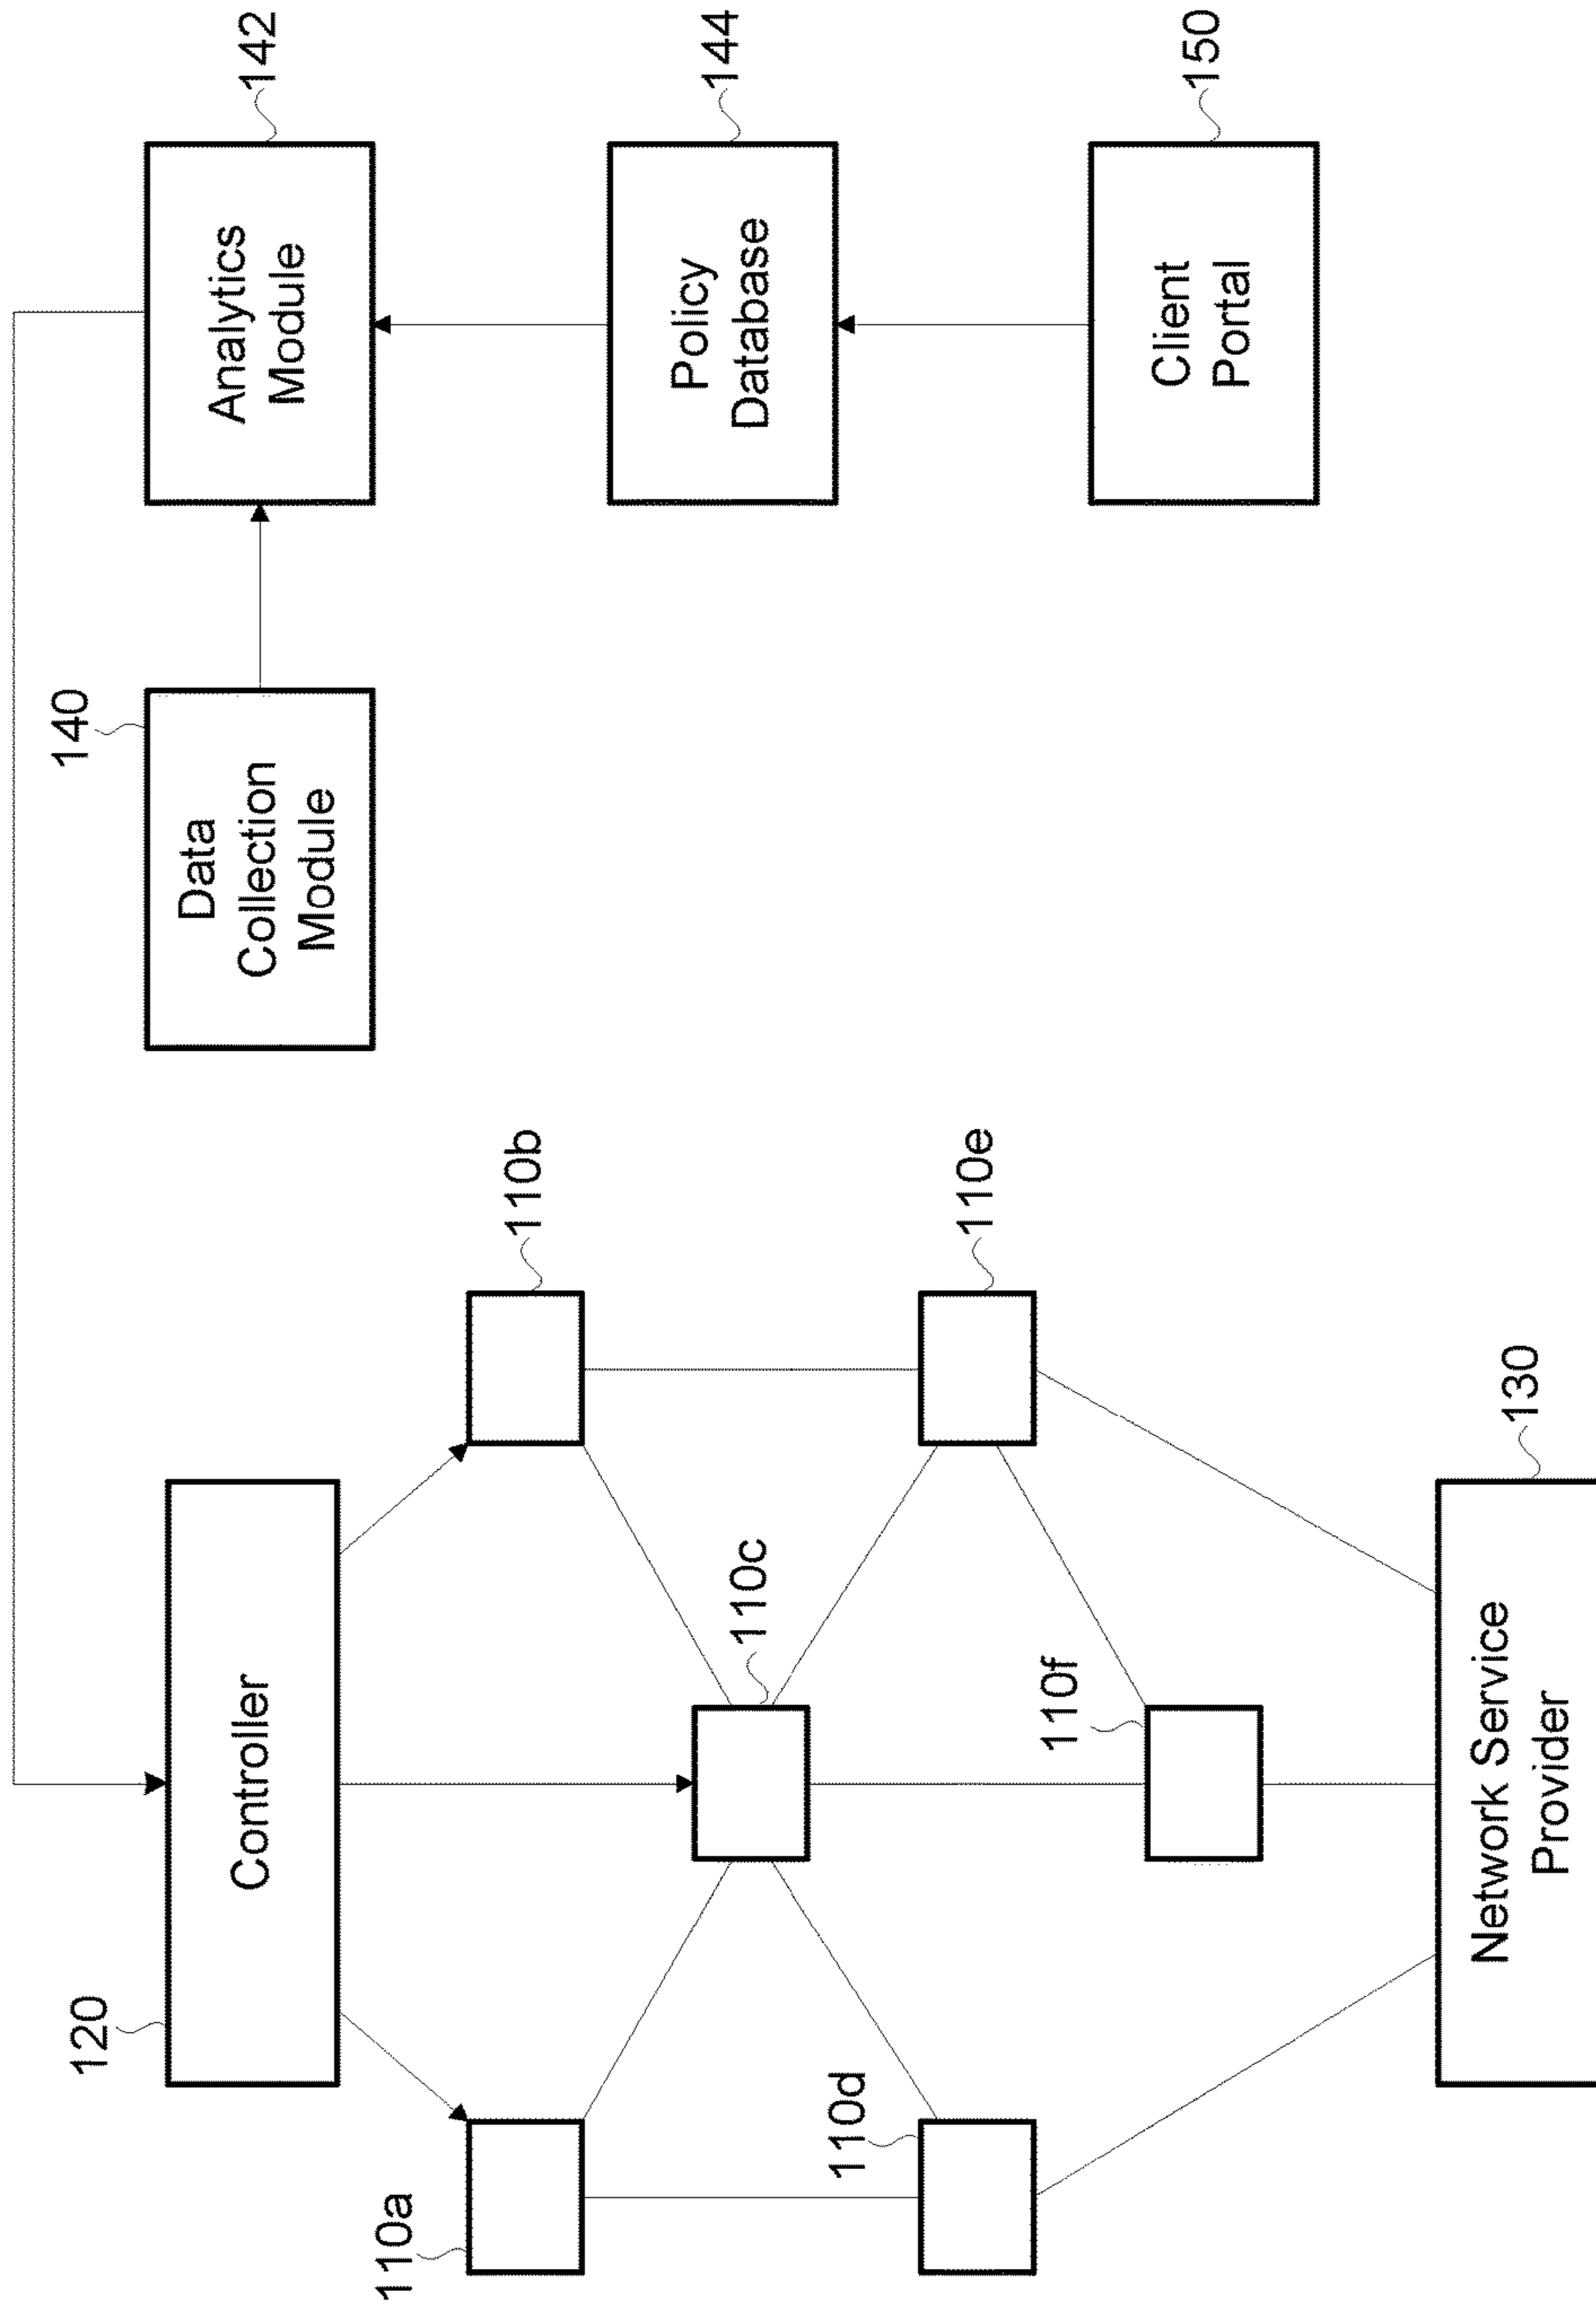 120
Controller
140
Data
Collection
Module
Analytics
Module
142
110a
110b
110c
Policy
Database
144
110d
110e
110f
Client
Portal
150
Network Service
Provider
130